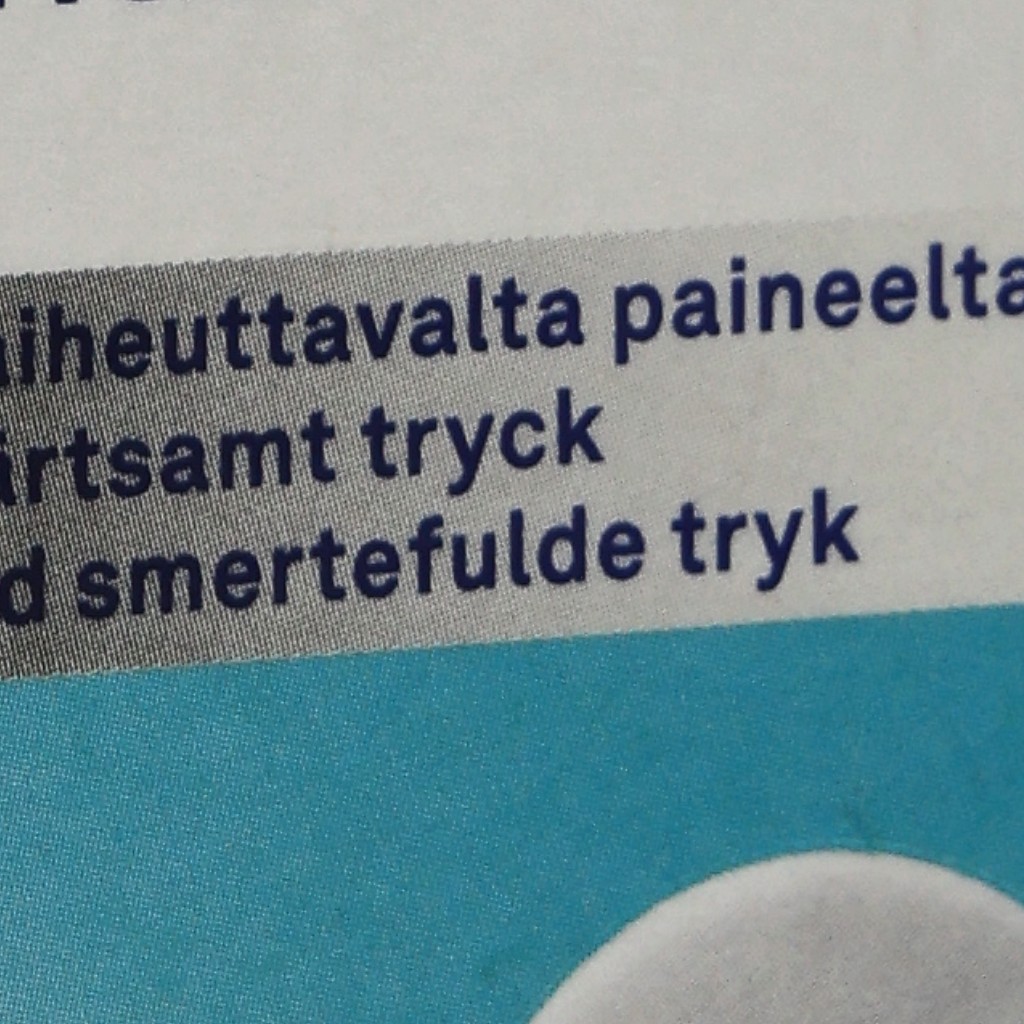 aiheuttavalta paineelta
ärtsamt tryck
d smertefulde tryk